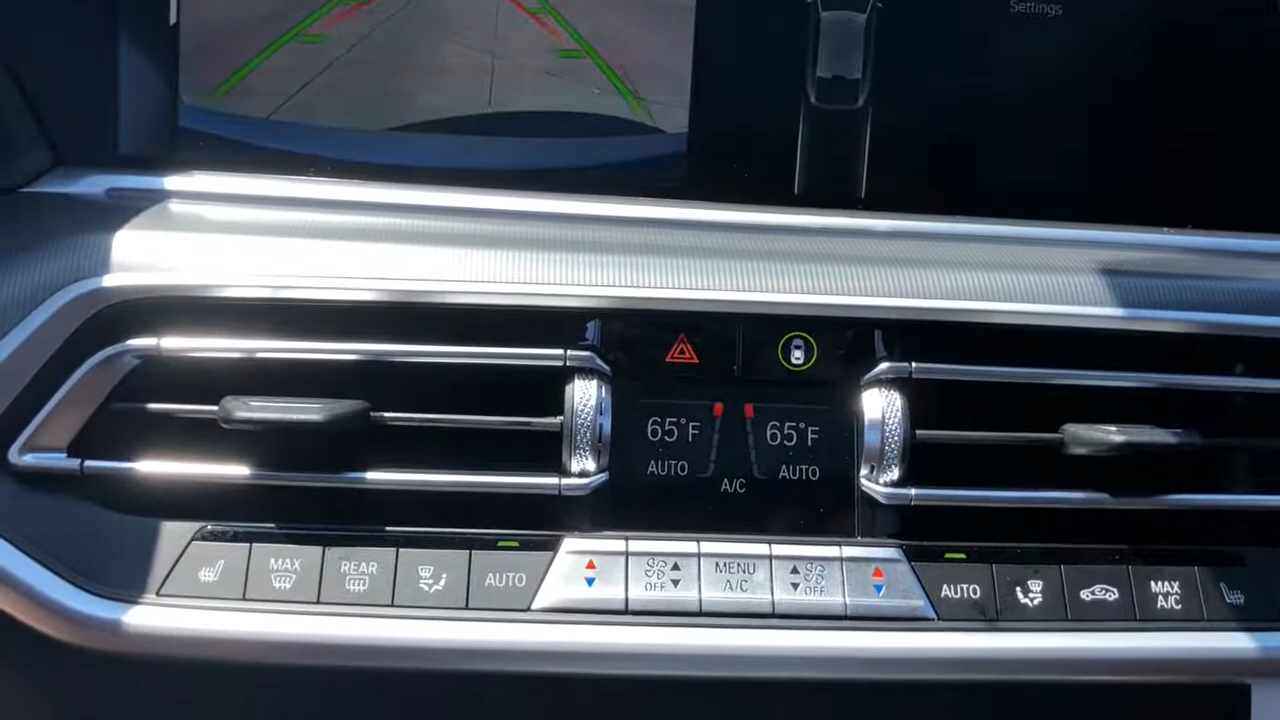 Settings
65°F
65°F
AUTO
AUTO
A/C
MAX
REAR
AUTO
OFF
MENU
A/C
OFF
AUTO
MAX
A/C